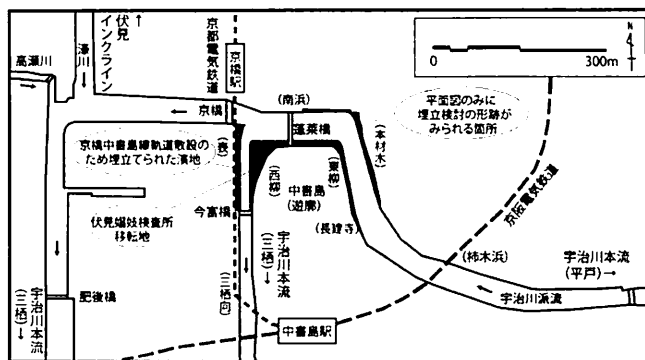 伏見
インクライン
↑
高瀬川
濠川
京都電気鉄道
京橋駅
N
0
300m
京橋
(南浜)
蓬莱橋
平面図のみに
埋立検討の形跡が
みられる箇所
京橋中書島線軌道敷設の
ため埋立てられた濱地
(表)
(西柳)
(東柳)
(本材木)
中書島
(遊廓)
京阪電気鉄道
今富橋
伏見娼妓検査所
移転地
(長建寺)
宇治川本流
(三栖)↓
(柿木浜)
宇治川本流
(平戸)→
肥後橋
宇治川本流
(三栖)↓
(三栖向)
宇治川派流
中書島駅